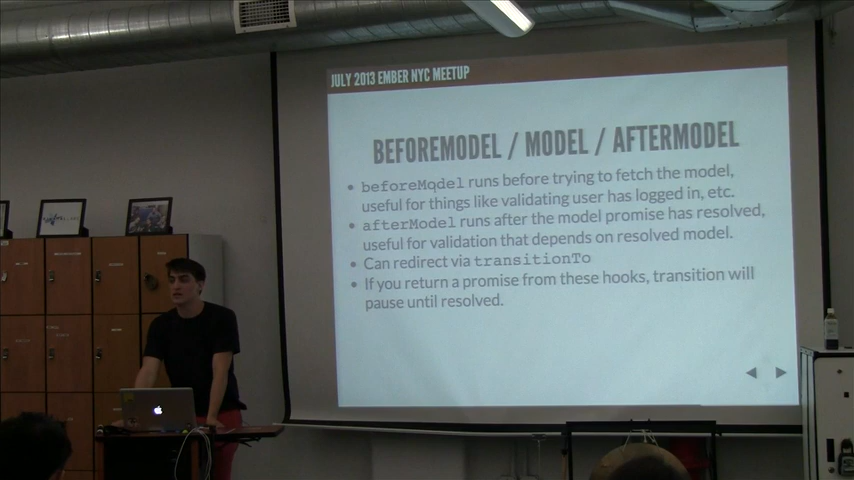 JULY 2013 EMBER NYC MEETUP
BEFOREMODEL / MODEL / AFTERMODEL
• beforeModel runs before trying to fetch the model,
useful for things like validating user has logged in, etc.
• afterModel runs after the model promise has resolved,
useful for validation that depends on resolved model.
• Can redirect via transitionTo
• If you return a promise from these hooks, transition will
pause until resolved.